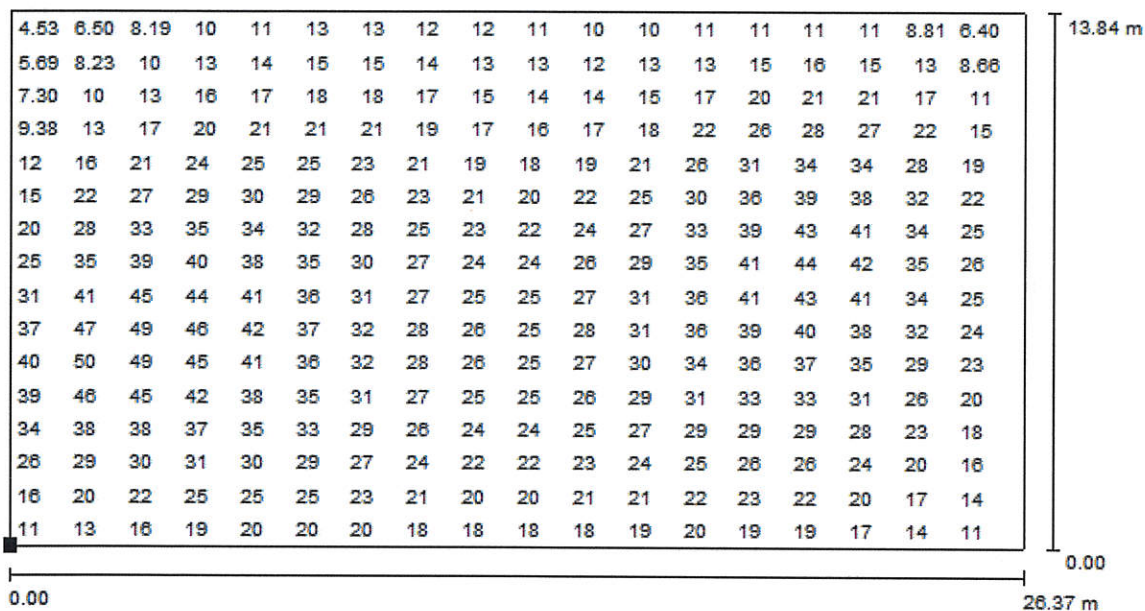 4.53 6.50 8.19 10 11 13 13 12 12 11 10 10 11 11 11 11 8.81 6.40
13.84 m
5.69 8.23 10 13 14 15 15 14 13 13 12 13 13 15 16 15 13 8.66
7.30 10 13 16 17 18 18 17 15 14 14 15 17 20 21 21 17 11
9.38 13 17 20 21 21 21 19 17 16 17 18 22 26 28 27 22 15
12 16 21 24 25 25 23 21 19 18 19 21 26 31 34 34 28 19
15 22 27 29 30 29 26 23 21 20 22 25 30 36 39 38 32 22
20 28 33 35 34 32 28 25 23 22 24 27 33 39 43 41 34 25
25 35 39 40 38 35 30 27 24 24 26 29 35 41 44 42 35 26
31 41 45 44 41 36 31 27 25 25 27 31 36 41 43 41 34 25
37 47 49 46 42 37 32 28 26 25 28 31 36 39 40 38 32 24
40 50 49 45 41 36 32 28 26 25 27 30 34 36 37 35 29 23
39 46 45 42 38 35 31 27 25 25 26 29 31 33 33 31 26 20
34 38 38 37 35 33 29 26 24 24 25 27 29 29 29 28 23 18
26 29 30 31 30 29 27 24 22 22 23 24 25 26 26 24 20 16
16 20 22 25 25 25 23 21 20 20 21 21 22 23 22 20 17 14
11 13 16 19 20 20 20 18 18 18 18 19 20 19 19 17 14 11
0.00
0.00
26.37 m